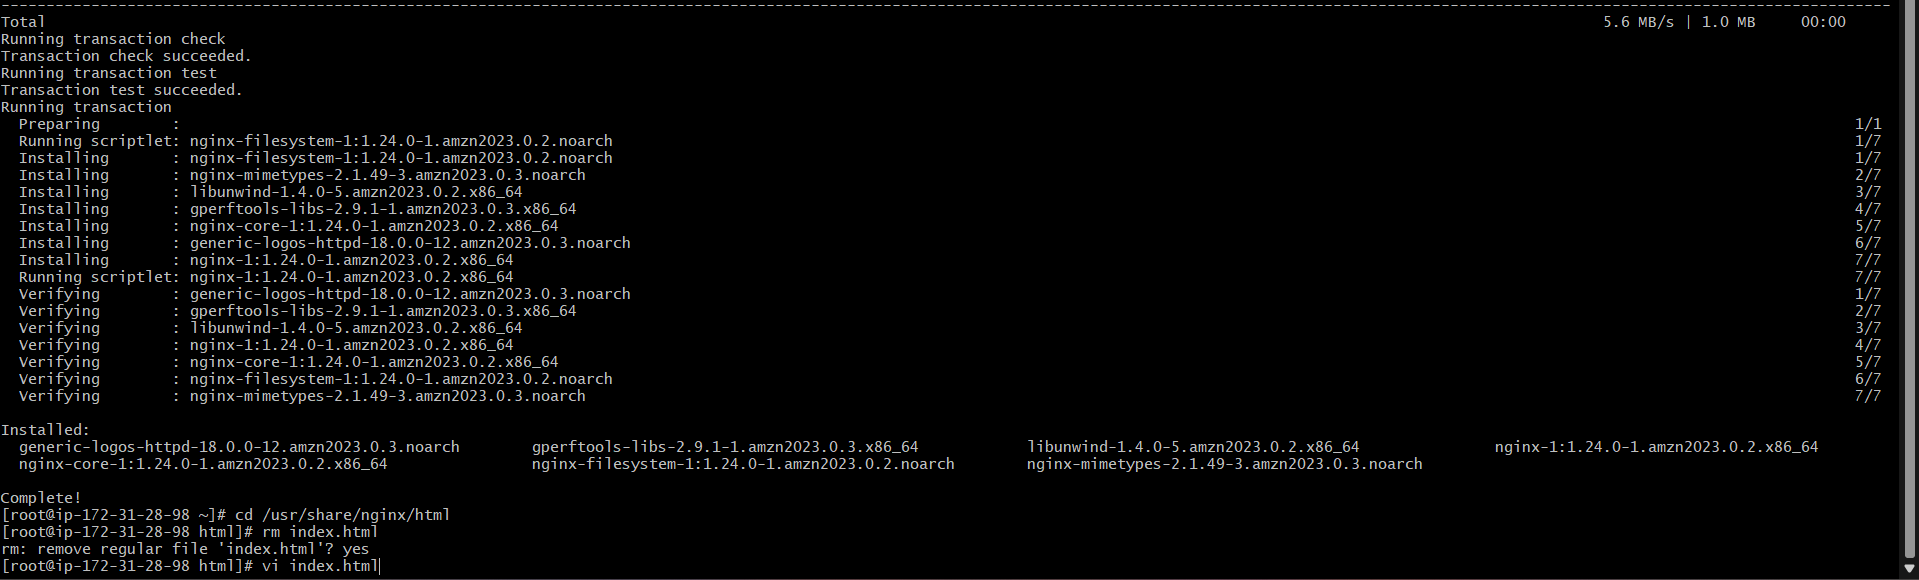 Total 5.6 MB/s | 1.0 MB 00:00
Running transaction check
Transaction check succeeded.
Running transaction test
Transaction test succeeded.
Running transaction
Preparing : 1/1
Running scriptlet: nginx-filesystem-1:1.24.0-1.amzn2023.0.2.noarch 1/7
Installing : nginx-filesystem-1:1.24.0-1.amzn2023.0.2.noarch 1/7
Installing : nginx-mimetypes-2.1.49-3.amzn2023.0.3.noarch 2/7
Installing : libunwind-1.4.0-5.amzn2023.0.2.x86_64 3/7
Installing : gperftools-libs-2.9.1-1.amzn2023.0.3.x86_64 4/7
Installing : nginx-core-1:1.24.0-1.amzn2023.0.2.x86_64 5/7
Installing : generic-logos-httpd-18.0.0-12.amzn2023.0.3.noarch 6/7
Installing : nginx-1:1.24.0-1.amzn2023.0.2.x86_64 7/7
Running scriptlet: nginx-1:1.24.0-1.amzn2023.0.2.x86_64 7/7
Verifying : generic-logos-httpd-18.0.0-12.amzn2023.0.3.noarch 1/7
Verifying : gperftools-libs-2.9.1-1.amzn2023.0.3.x86_64 2/7
Verifying : libunwind-1.4.0-5.amzn2023.0.2.x86_64 3/7
Verifying : nginx-1:1.24.0-1.amzn2023.0.2.x86_64 4/7
Verifying : nginx-core-1:1.24.0-1.amzn2023.0.2.x86_64 5/7
Verifying : nginx-filesystem-1:1.24.0-1.amzn2023.0.2.noarch 6/7
Verifying : nginx-mimetypes-2.1.49-3.amzn2023.0.3.noarch 7/7
Installed:
generic-logos-httpd-18.0.0-12.amzn2023.0.3.noarch gperftools-libs-2.9.1-1.amzn2023.0.3.x86_64 libunwind-1.4.0-5.amzn2023.0.2.x86_64 nginx-1:1.24.0-1.amzn2023.0.2.x86_64
nginx-core-1:1.24.0-1.amzn2023.0.2.x86_64 nginx-filesystem-1:1.24.0-1.amzn2023.0.2.noarch nginx-mimetypes-2.1.49-3.amzn2023.0.3.noarch
Complete!
[root@ip-172-31-28-98 ~]# cd /usr/share/nginx/html
[root@ip-172-31-28-98 html]# rm index.html
rm: remove regular file 'index.html'? yes
[root@ip-172-31-28-98 html]# vi index.html